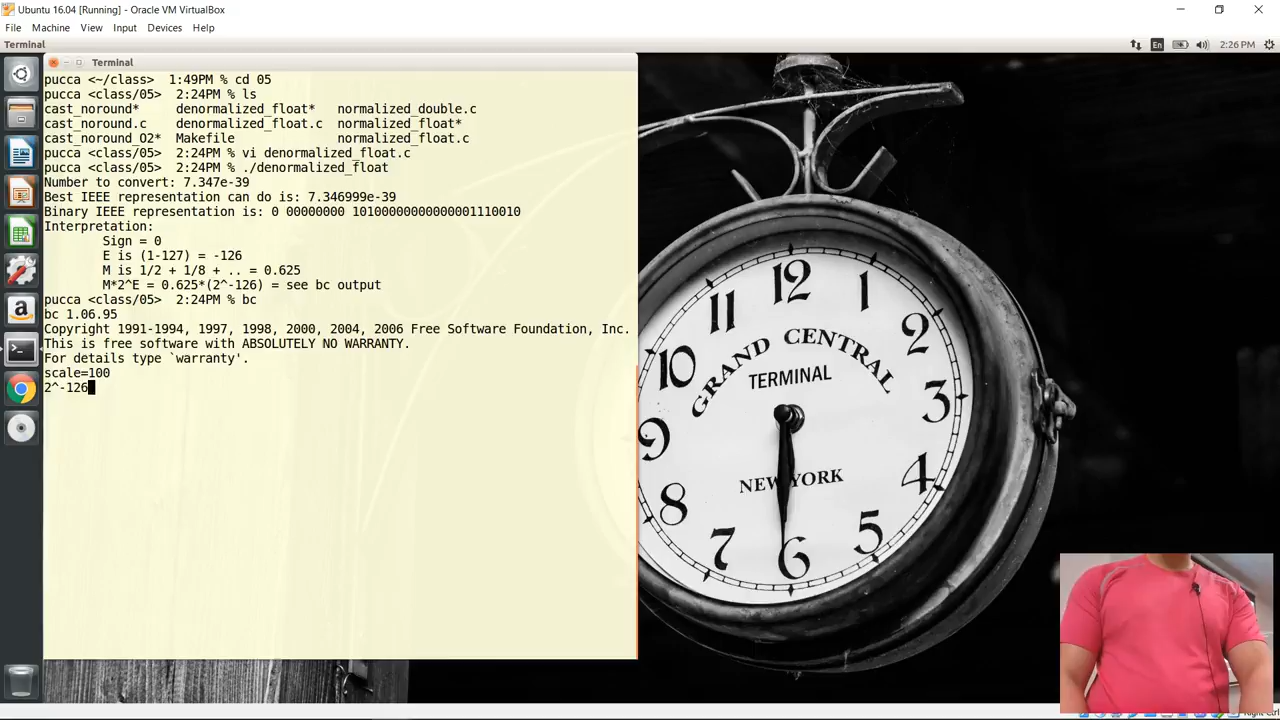 Ubuntu 16.04 [Running] - Oracle VM VirtualBox
File Machine View Input Devices Help
Terminal
En
2:26 PM
Terminal
pucca <~/class>  1:49PM % cd 05
pucca <class/05>  2:24PM % ls
cast_noround*     denormalized_float*   normalized_double.c
cast_noround.c    denormalized_float.c  normalized_float*
cast_noround_O2*  Makefile              normalized_float.c
pucca <class/05>  2:24PM % vi denormalized_float.c
pucca <class/05>  2:24PM % ./denormalized_float
Number to convert: 7.347e-39
Best IEEE representation can do is: 7.346999e-39
Binary IEEE representation is: 0 00000000 10100000000000001110010
Interpretation:
Sign = 0
E is (1-127) = -126
M is 1/2 + 1/8 + .. = 0.625
M*2^E = 0.625*(2^-126) = see bc output
pucca <class/05>  2:24PM % bc
bc 1.06.95
Copyright 1991-1994, 1997, 1998, 2000, 2004, 2006 Free Software Foundation, Inc.
This is free software with ABSOLUTELY NO WARRANTY.
For details type `warranty'.
scale=100
2^-126
12
1
2
3
4
5
6
7
8
9
10
11
GRAND CENTRAL
TERMINAL
NEW YORK
Right Ctrl